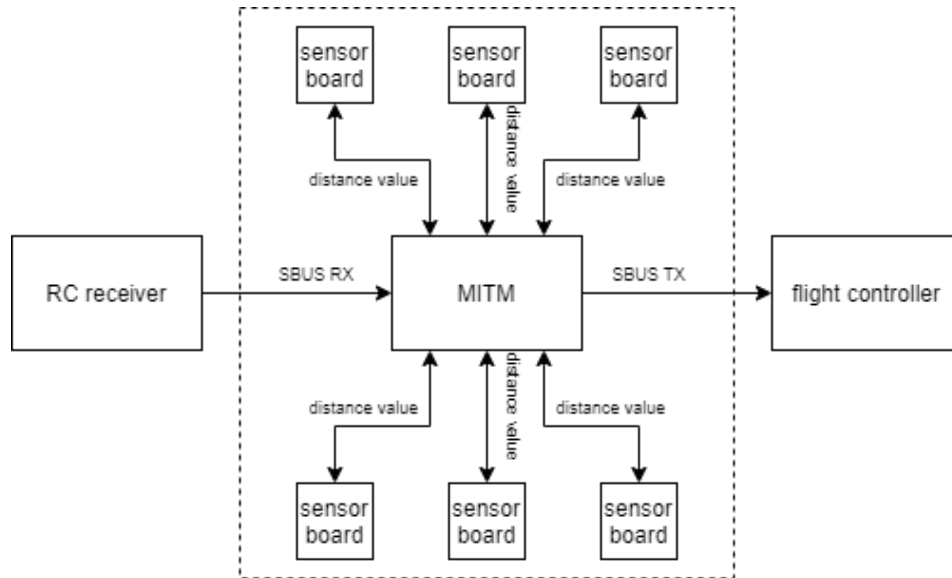 sensor
board
sensor
board
sensor
board
distance value
distance value
distance value
RC receiver
SBUS RX
MITM
SBUS TX
flight controller
distance value
distance value
distance value
sensor
board
sensor
board
sensor
board